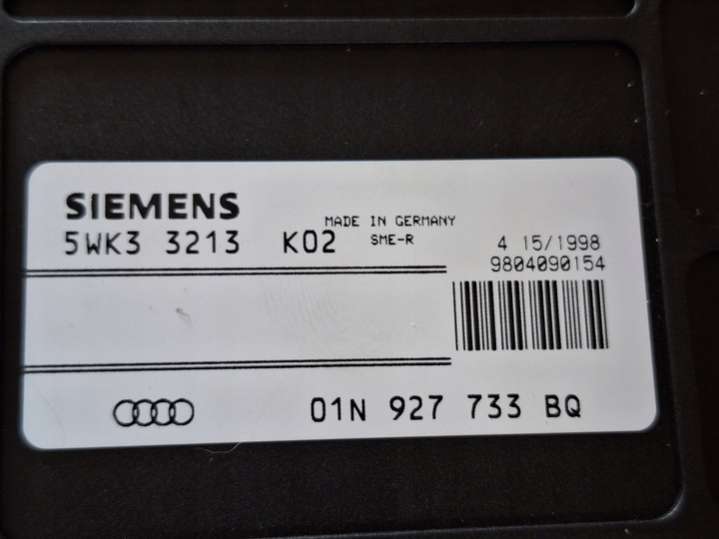 SIEMENS
MADE IN GERMANY
5WK3 3213 K02 SME-R
4 15/1998
9804090154
01N 927 733 BQ